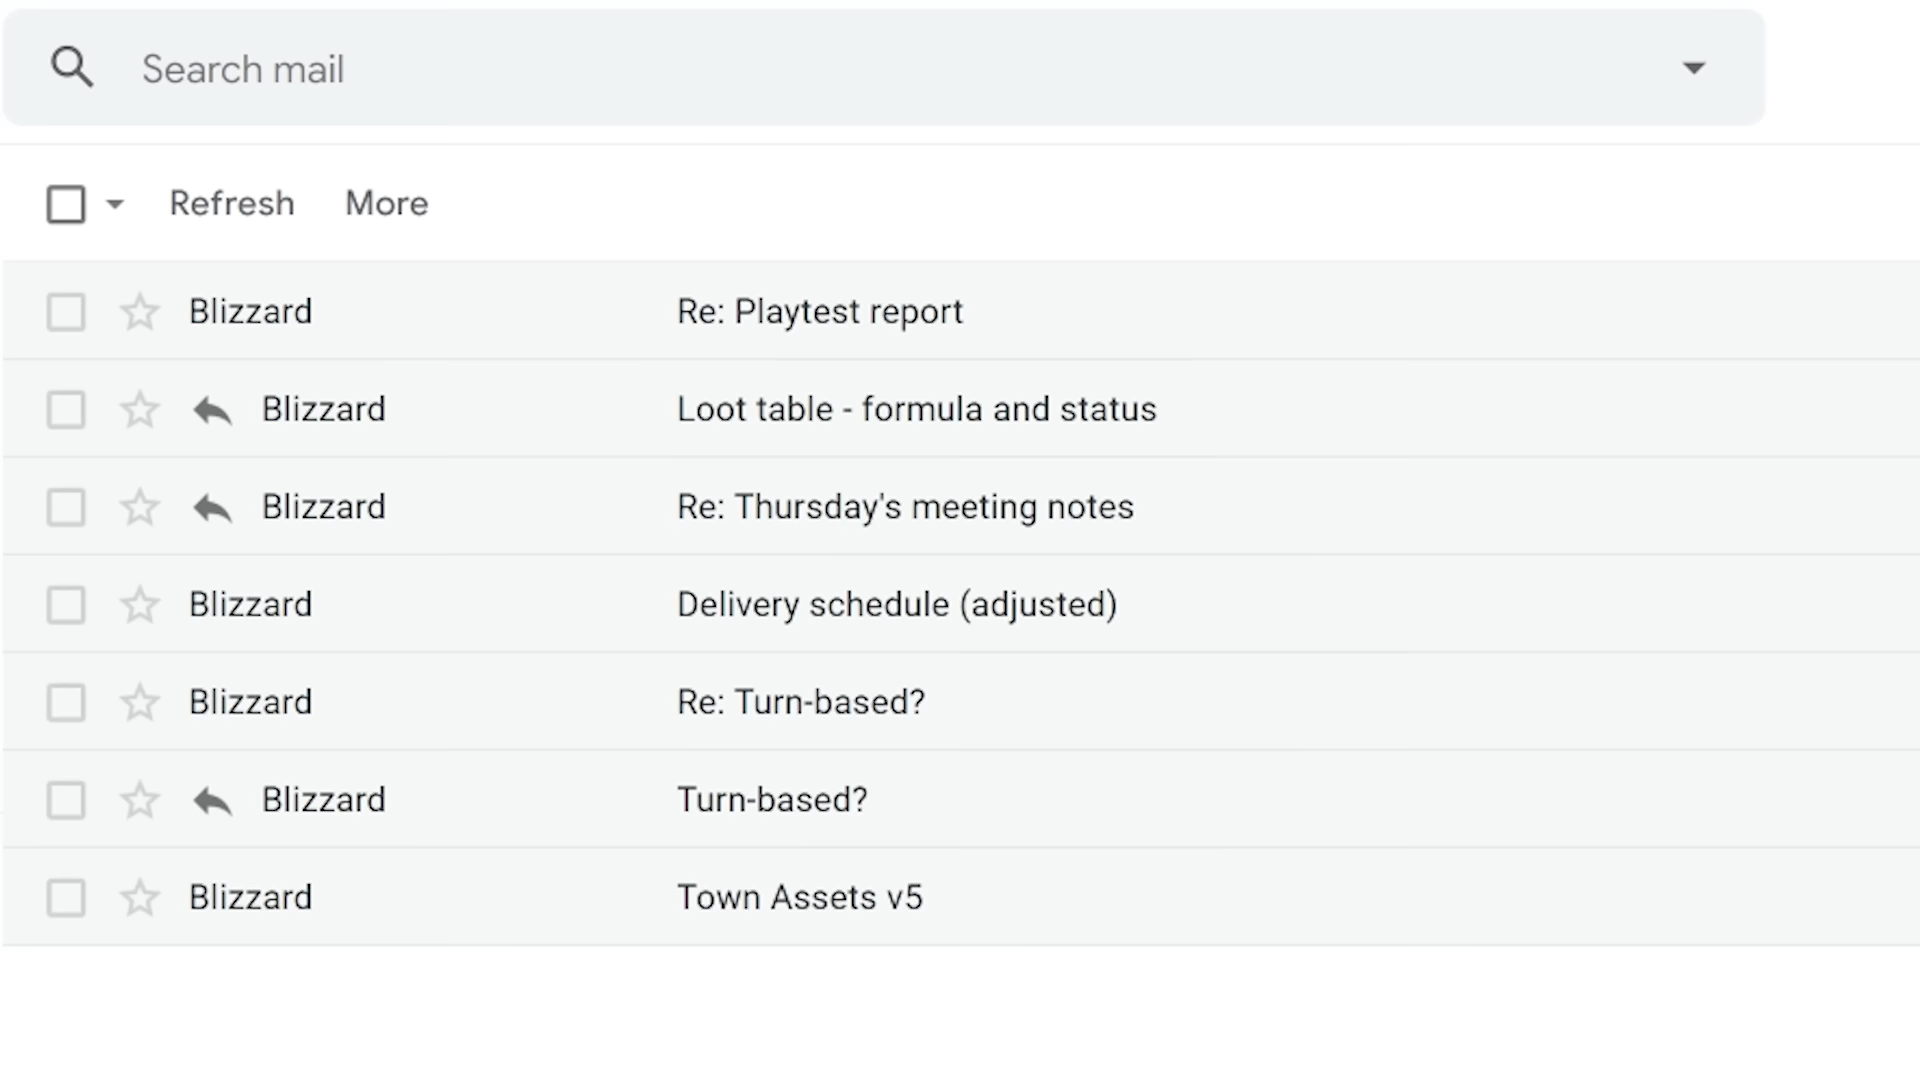 Search mail
Refresh More
Blizzard Re: Playtest report
Blizzard Loot table - formula and status
Blizzard Re: Thursday's meeting notes
Blizzard Delivery schedule (adjusted)
Blizzard Re: Turn-based?
Blizzard Turn-based?
Blizzard Town Assets v5